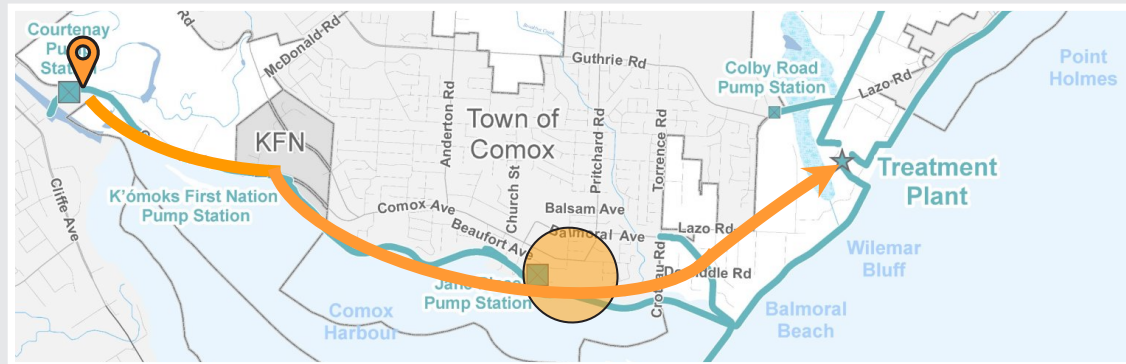 Courtenay
Pump
Station
McDonald-Rd
Guthrie Rd
Colby Road
Pump Station
Lazo-Rd
Point
Holmes
KFN
Anderton Rd
Town of
Comox
Pritchard Rd
Torrence Rd
Treatment
Plant
Cliffe Ave
K'ómoks First Nation
Pump Station
Comox Ave
Church St
Balsam Ave
Beaufort Ave
Balmoral Ave
Lazo Rd
Wilemar
Bluff
Pump Station
Comox
Harbour
Balmoral
Beach